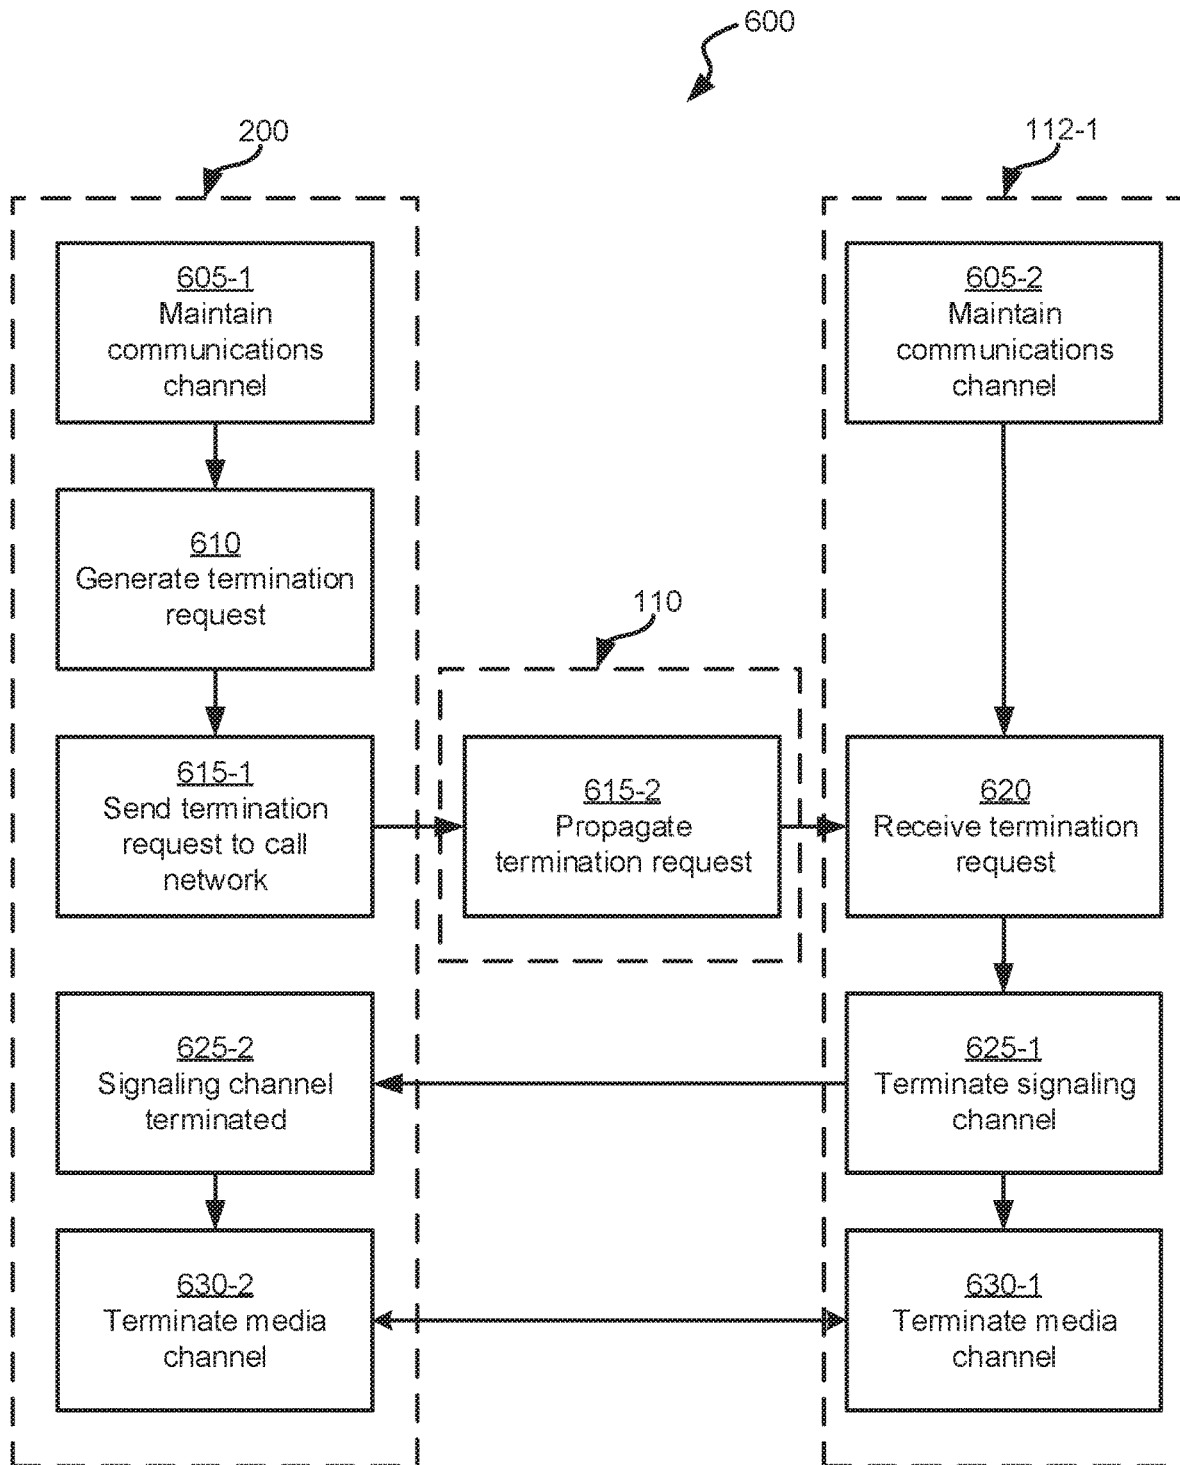 600
200
112-1
605-1
Maintain
communications
channel
605-2
Maintain
communications
channel
610
Generate termination
request
110
615-1
Send termination
request to call
network
615-2
Propagate
termination request
620
Receive termination
request
625-2
Signaling channel
terminated
625-1
Terminate signaling
channel
630-2
Terminate media
channel
630-1
Terminate media
channel